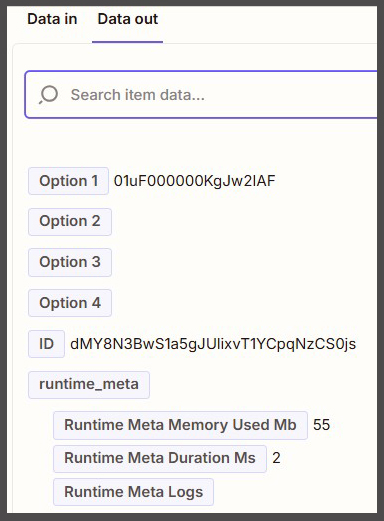 Data in Data out
Search item data...
Option 1 01uF000000KgJw2IAF
Option 2
Option 3
Option 4
ID dMY8N3BwS1a5gJUlixvT1YCpqNzCS0js
runtime_meta
Runtime Meta Memory Used Mb 55
Runtime Meta Duration Ms 2
Runtime Meta Logs